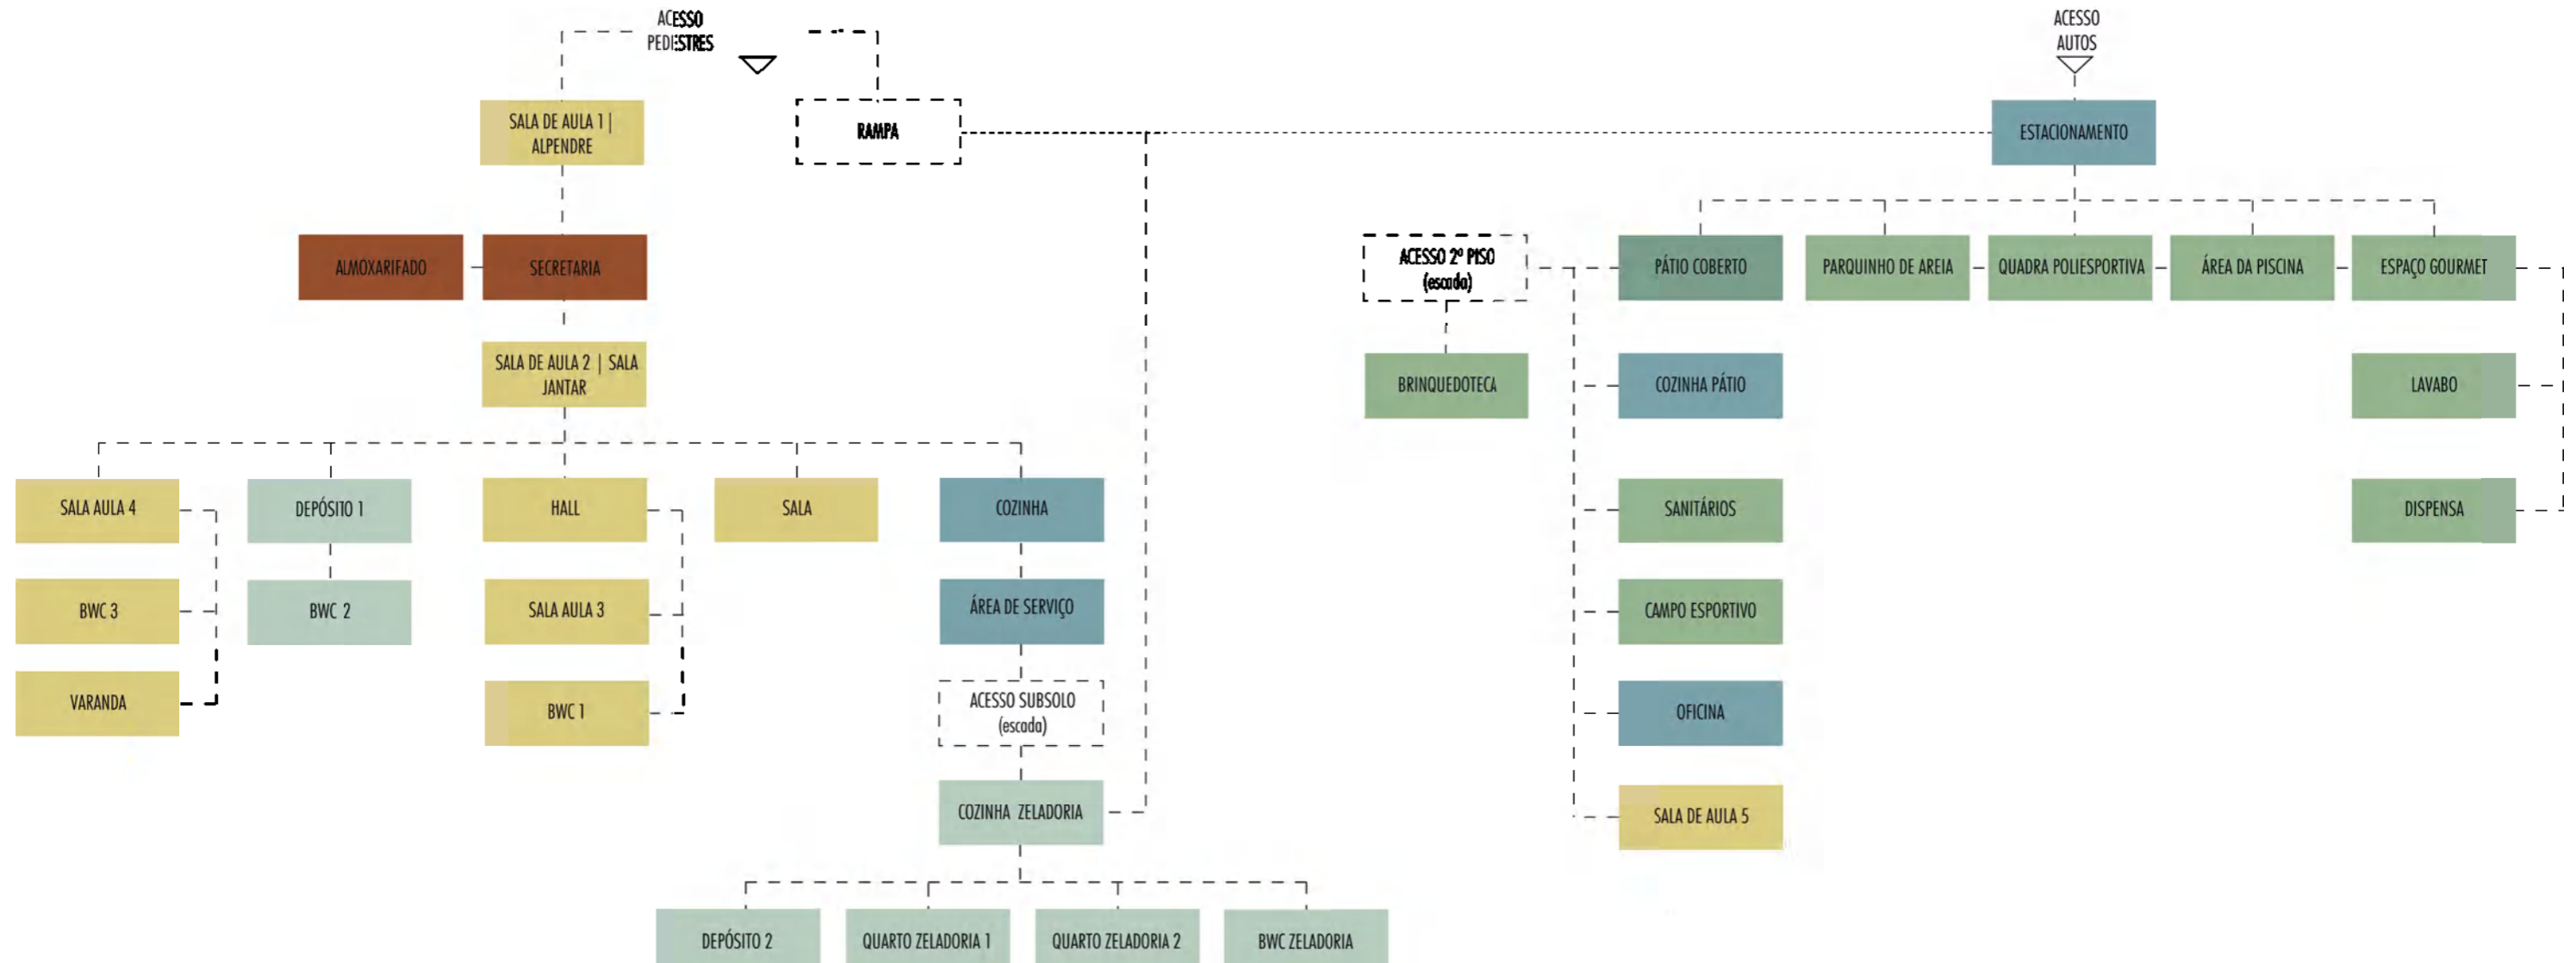 ACESSO
PEDESTRES
ACESSO
AUTOS
SALA DE AULA 1 |
ALPENDRE
RAMPA
ESTACIONAMENTO
ALMOXARIFADO
SECRETARIA
ACESSO 2º PISO
(escada)
PÁTIO COBERTO
PARQUINHO DE AREIA
QUADRA POLIESPORTIVA
ÁREA DA PISCINA
ESPAÇO GOURMET
SALA DE AULA 2 | SALA
JANTAR
BRINQUEDOTECA
COZINHA PÁTIO
LAVABO
SALA AULA 4
DEPÓSITO 1
HALL
SALA
COZINHA
SANITÁRIOS
DISPENSA
BWC 3
BWC 2
SALA AULA 3
ÁREA DE SERVIÇO
CAMPO ESPORTIVO
VARANDA
BWC 1
ACESSO SUBSOLO
(escada)
OFICINA
COZINHA ZELADORIA
SALA DE AULA 5
DEPÓSITO 2
QUARTO ZELADORIA 1
QUARTO ZELADORIA 2
BWC ZELADORIA